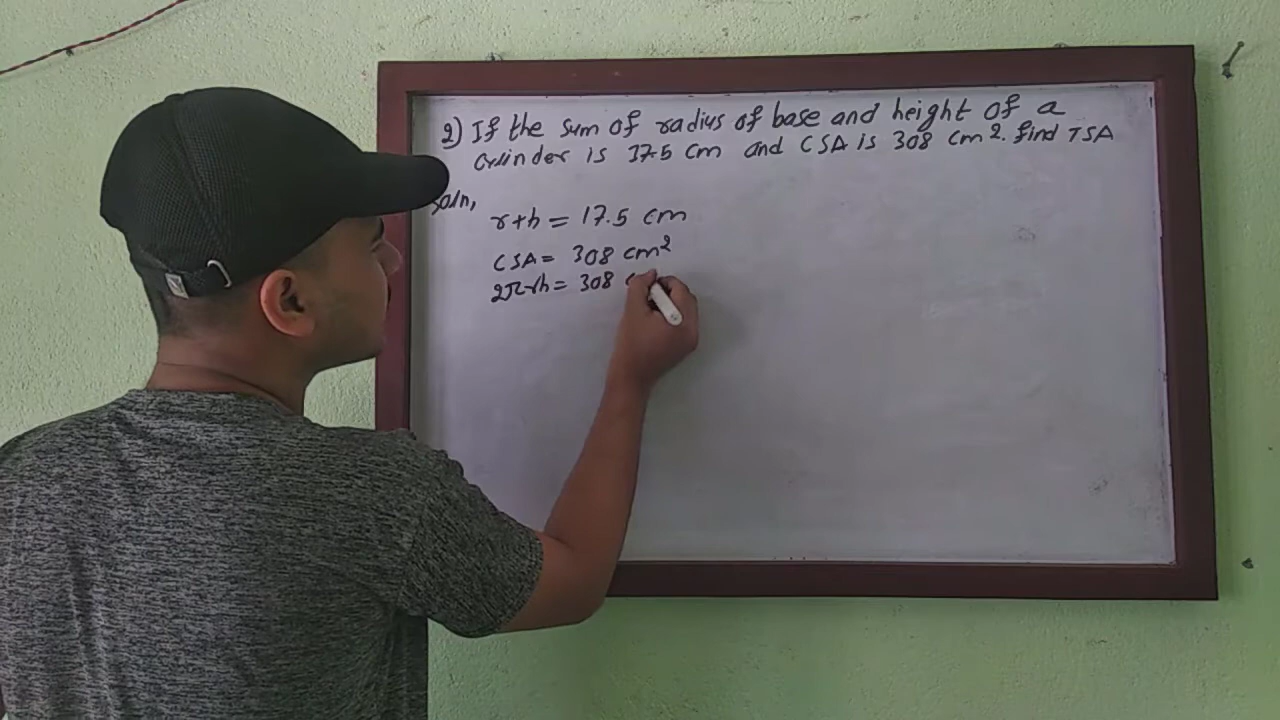 2) If the sum of radius of base and height of a
cylinder is 37.5 cm and CSA is 308 cm². find TSA
Soln,
r+h = 17.5 cm
CSA = 308 cm²
2πrh = 308